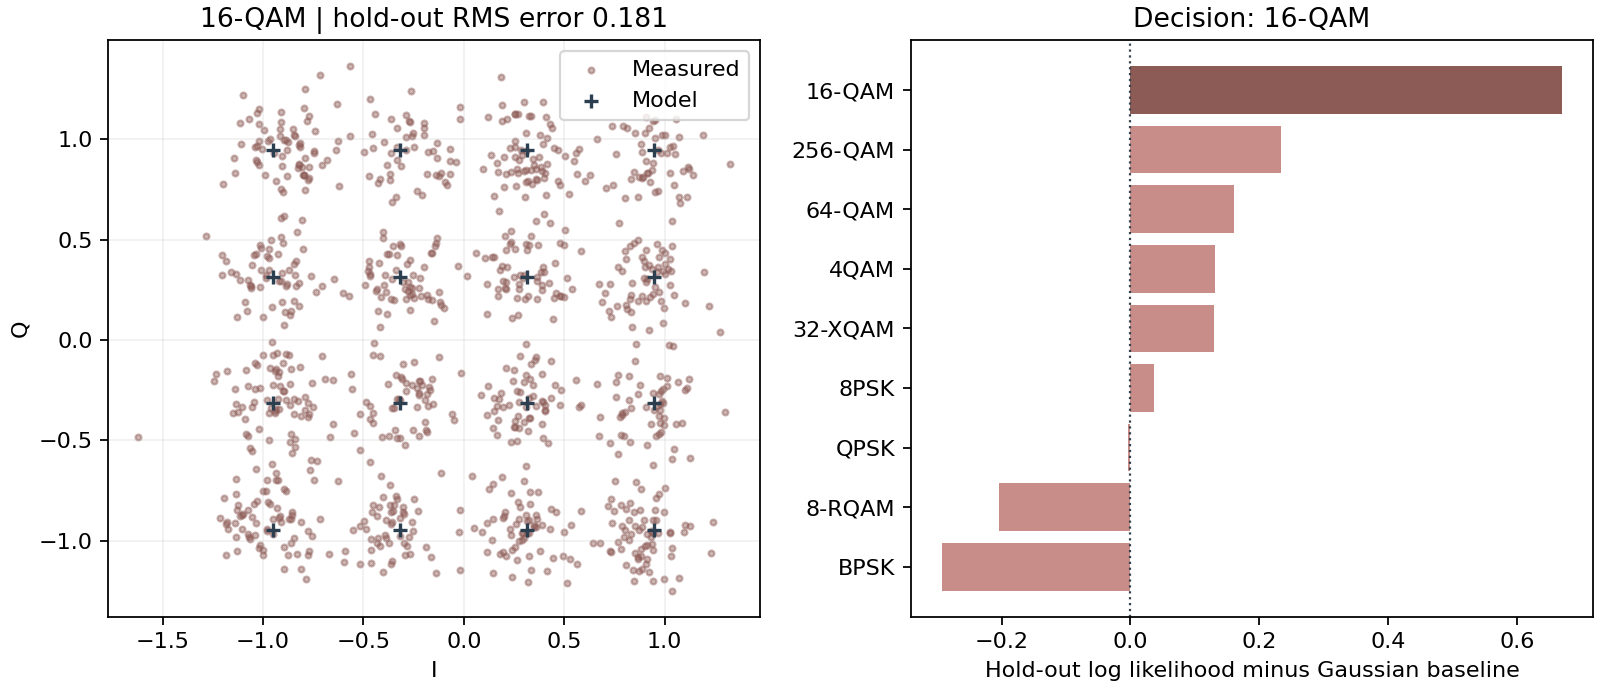 16-QAM | hold-out RMS error 0.181
Measured
Model
1.0
0.5
0.0
−0.5
−1.0
Q
−1.5
−1.0
−0.5
0.0
0.5
1.0
I
Decision: 16-QAM
16-QAM
256-QAM
64-QAM
4QAM
32-XQAM
8PSK
QPSK
8-RQAM
BPSK
−0.2
0.0
0.2
0.4
0.6
Hold-out log likelihood minus Gaussian baseline